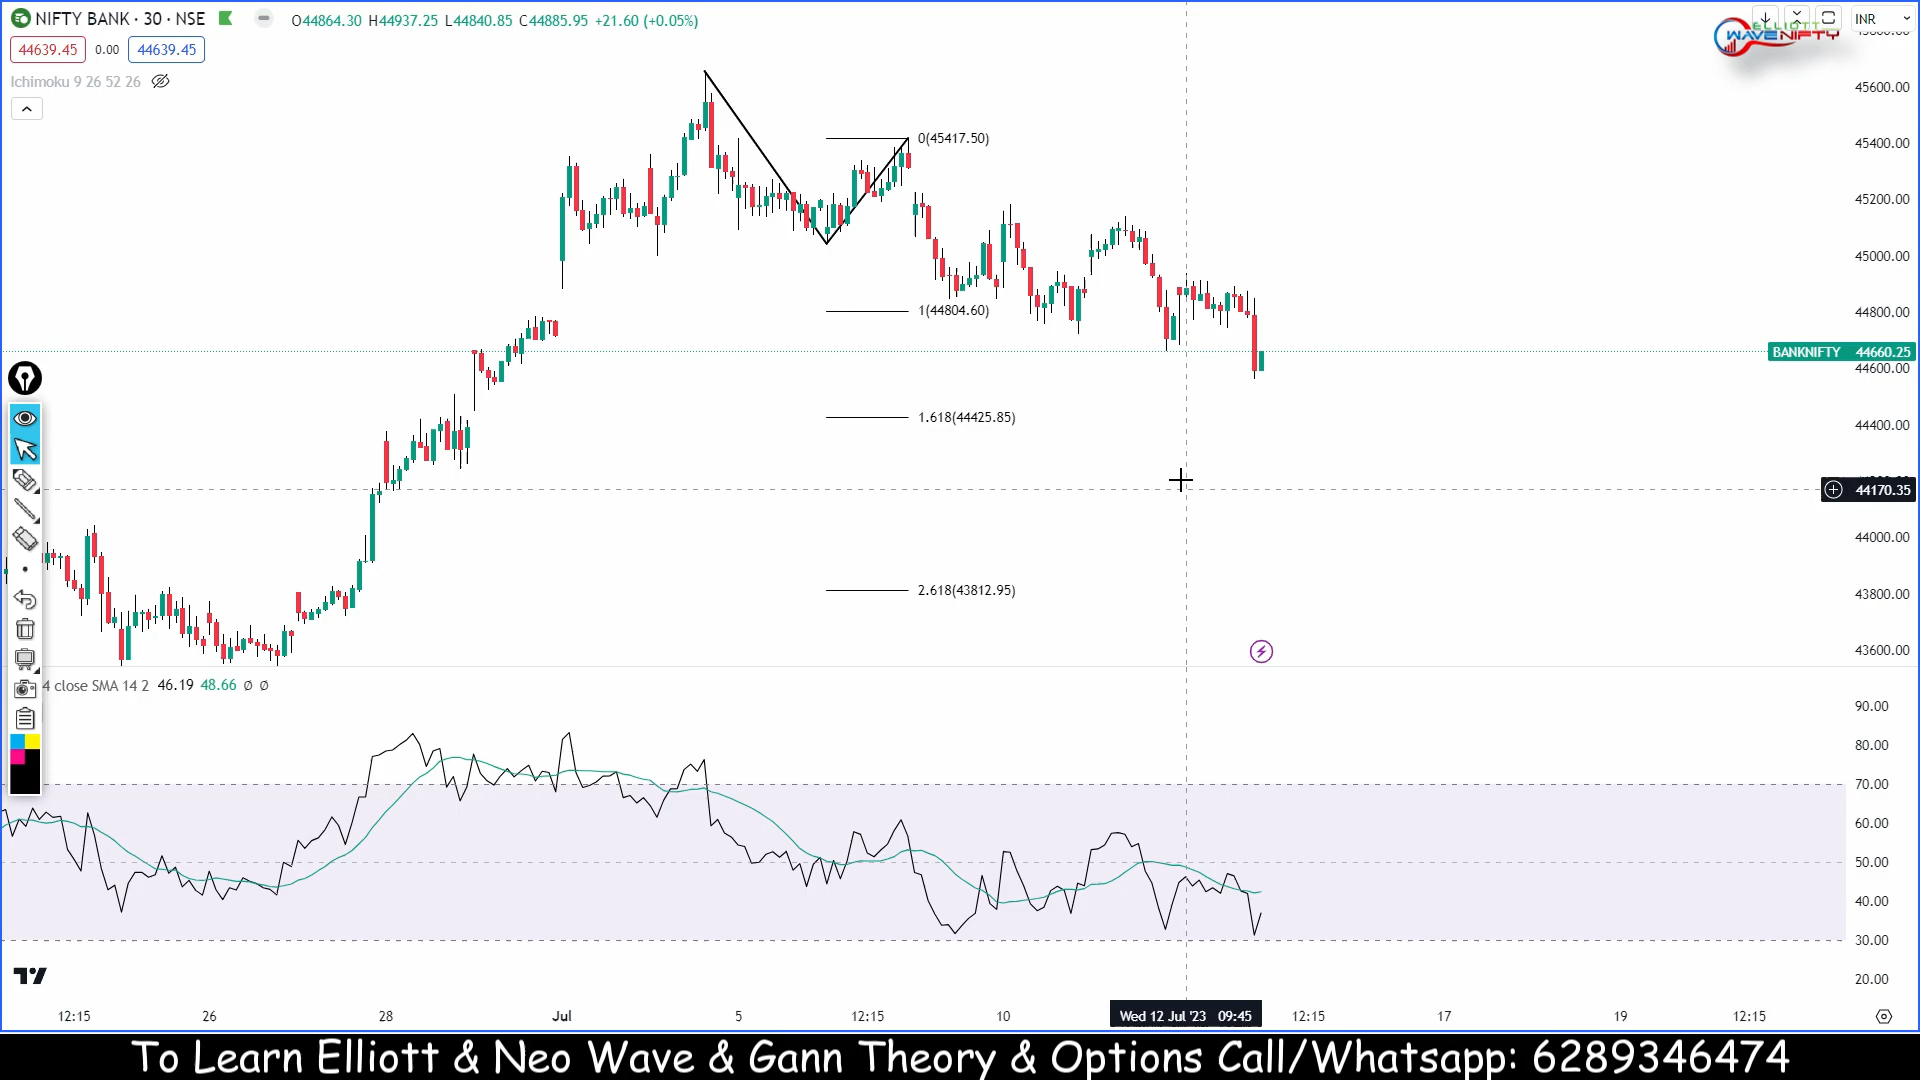 NIFTY BANK · 30 · NSE O44864.30 H44937.25 L44840.85 C44885.95 +21.60 (+0.05%)
INR
ELLIOTT
WAVENIFTY
44639.45 0.00 44639.45
Ichimoku 9 26 52 26
45600.00
0(45417.50)
45400.00
45200.00
45000.00
1(44804.60)
44800.00
BANKNIFTY 44660.25
44600.00
1.618(44425.85)
44400.00
44170.35
44000.00
2.618(43812.95)
43800.00
43600.00
4 close SMA 14 2 46.19 48.66 ∅ ∅
90.00
80.00
70.00
60.00
50.00
40.00
30.00
20.00
12:15 26 28 Jul 5 12:15 10 Wed 12 Jul '23 09:45 12:15 17 19 12:15
To Learn Elliott & Neo Wave & Gann Theory & Options Call/Whatsapp: 6289346474